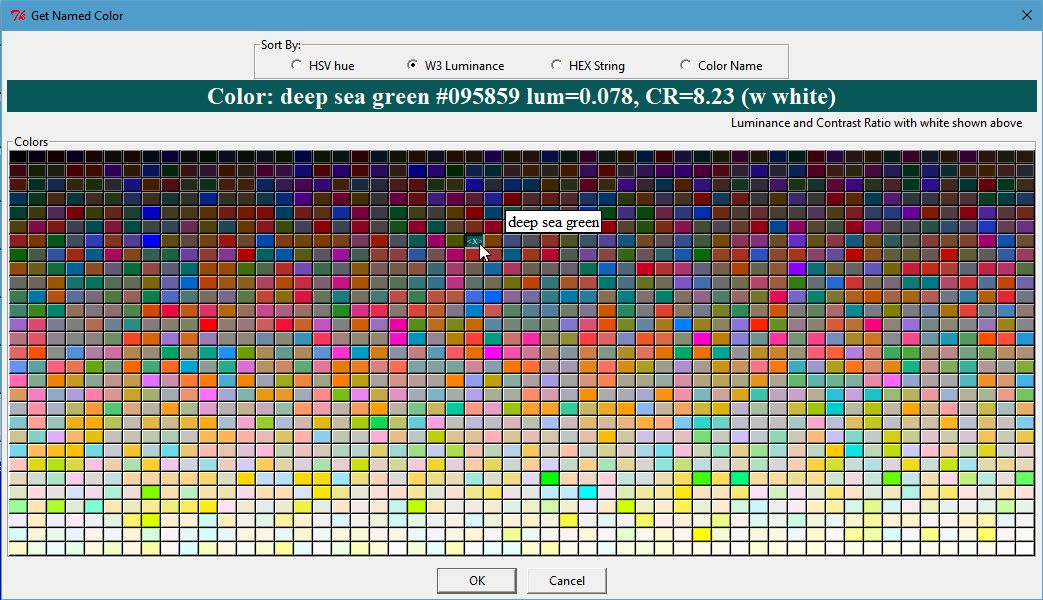 Get Named Color
Sort By:
HSV hue
W3 Luminance
HEX String
Color Name
Color: deep sea green #095859 lum=0.078, CR=8.23 (w white)
Luminance and Contrast Ratio with white shown above
Colors
deep sea green
<X>
OK
Cancel